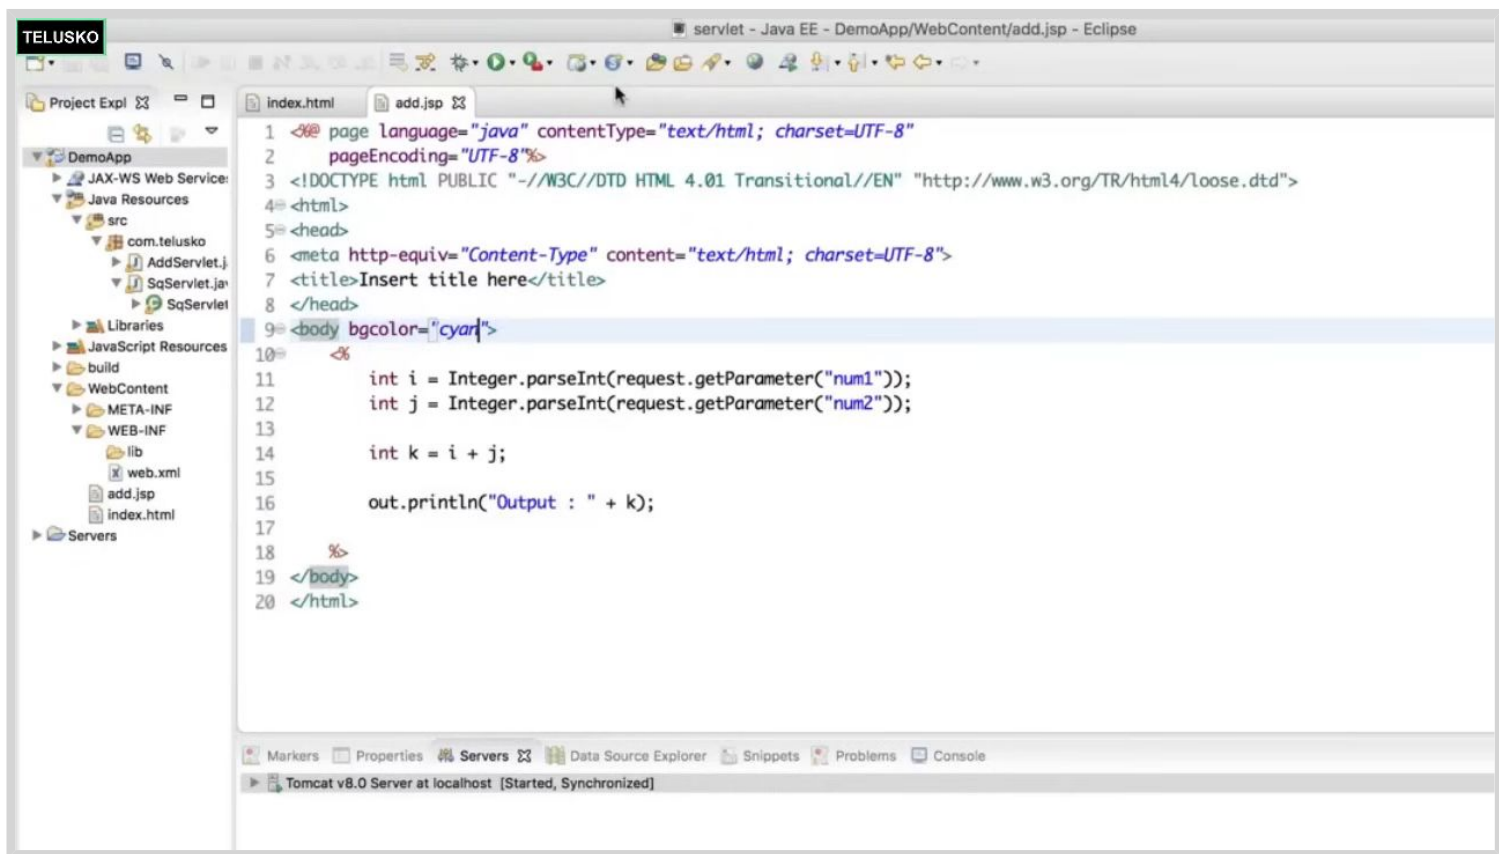 TELUSKO
servlet - Java EE - DemoApp/WebContent/add.jsp - Eclipse
Project Expl
DemoApp
JAX-WS Web Service
Java Resources
src
com.telusko
AddServlet.j
SqServlet.jav
SqServlet
Libraries
JavaScript Resources
build
WebContent
META-INF
WEB-INF
lib
web.xml
add.jsp
index.html
Servers
index.html add.jsp
1 <%@ page language="java" contentType="text/html; charset=UTF-8"
2 pageEncoding="UTF-8"%>
3 <!DOCTYPE html PUBLIC "-//W3C//DTD HTML 4.01 Transitional//EN" "http://www.w3.org/TR/html4/loose.dtd">
4 <html>
5 <head>
6 <meta http-equiv="Content-Type" content="text/html; charset=UTF-8">
7 <title>Insert title here</title>
8 </head>
9 <body bgcolor="cyan">
10 <%
11 int i = Integer.parseInt(request.getParameter("num1"));
12 int j = Integer.parseInt(request.getParameter("num2"));
13
14 int k = i + j;
15
16 out.println("Output : " + k);
17
18 %>
19 </body>
20 </html>
Markers Properties Servers Data Source Explorer Snippets Problems Console
Tomcat v8.0 Server at localhost [Started, Synchronized]